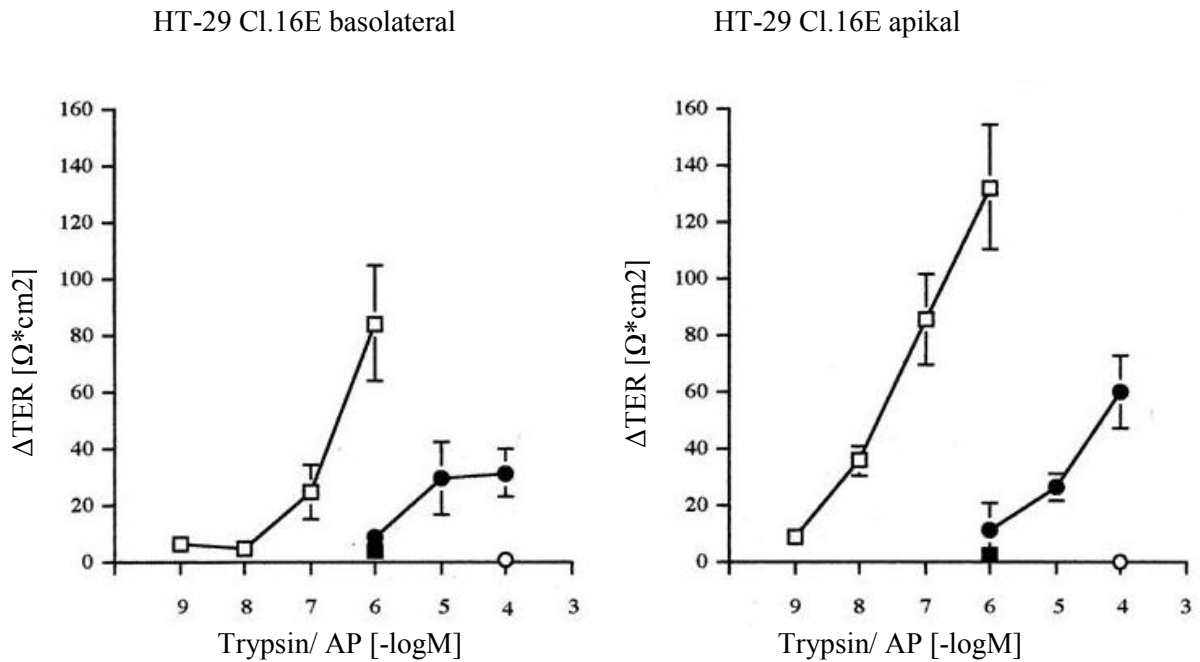 HT-29 Cl.16E basolateral
HT-29 Cl.16E apikal
ΔTER [Ω*cm2]
160
140
120
100
80
60
40
20
0
9 8 7 6 5 4 3
Trypsin/ AP [-logM]
ΔTER [Ω*cm2]
160
140
120
100
80
60
40
20
0
9 8 7 6 5 4 3
Trypsin/ AP [-logM]